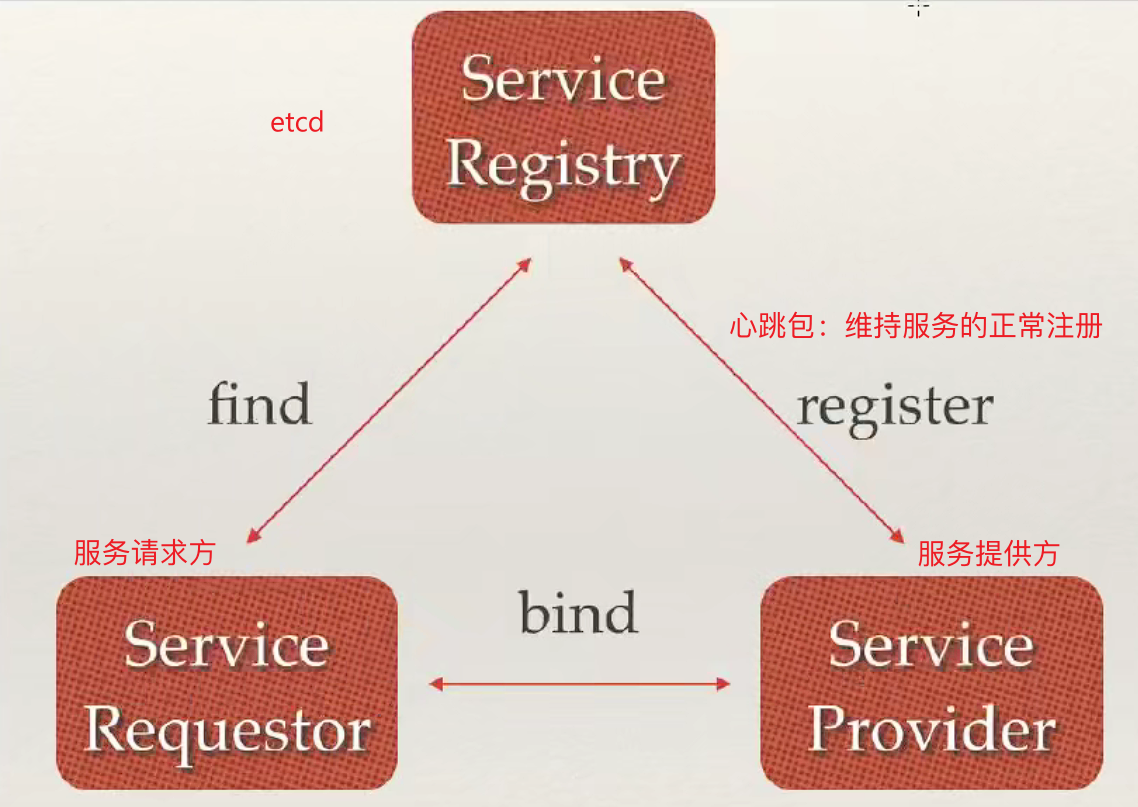 Service
Registry
etcd
心跳包：维持服务的正常注册
find
register
服务请求方
服务提供方
bind
Service
Requestor
Service
Provider